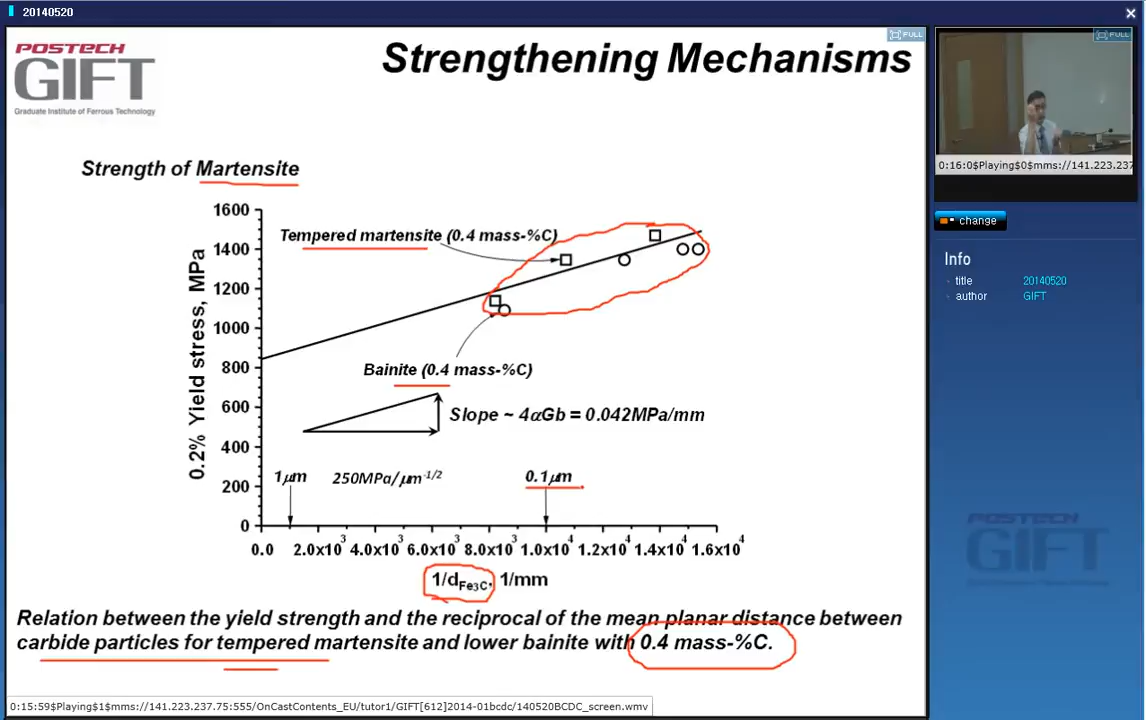 20140520
POSTECH
GIFT
Graduate Institute of Ferrous Technology
Strengthening Mechanisms
FULL
FULL
0:16:0$Playing$0$mms://141.223.237
change
Info
title 20140520
author GIFT
Strength of Martensite
1600
1400
1200
1000
800
600
400
200
0
0.2% Yield stress, MPa
Tempered martensite (0.4 mass-%C)
Bainite (0.4 mass-%C)
Slope ~ 4αGb = 0.042MPa/mm
1μm 250MPa/μm-1/2 0.1μm
0.0 2.0x10³ 4.0x10³ 6.0x10³ 8.0x10³ 1.0x10⁴ 1.2x10⁴ 1.4x10⁴ 1.6x10⁴
1/dFe3C, 1/mm
Relation between the yield strength and the reciprocal of the mean planar distance between
carbide particles for tempered martensite and lower bainite with 0.4 mass-%C.
POSTECH
GIFT
0:15:59$Playing$1$mms://141.223.237.75:555/OnCastContents_EU/tutor1/GIFT[612]2014-01bcdc/140520BCDC_screen.wmv